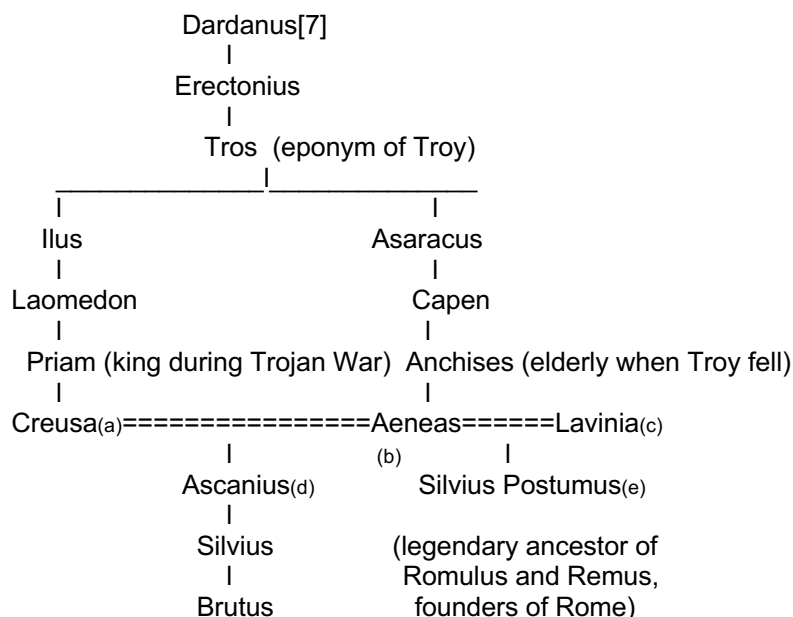 Dardanus[7]
Erectonius
Tros (eponym of Troy)
Ilus Asaracus
Laomedon Capen
Priam (king during Trojan War) Anchises (elderly when Troy fell)
Creusa(a)================Aeneas======Lavinia(c)
(b)
Ascanius(d) Silvius Postumus(e)
Silvius (legendary ancestor of
Romulus and Remus,
Brutus founders of Rome)